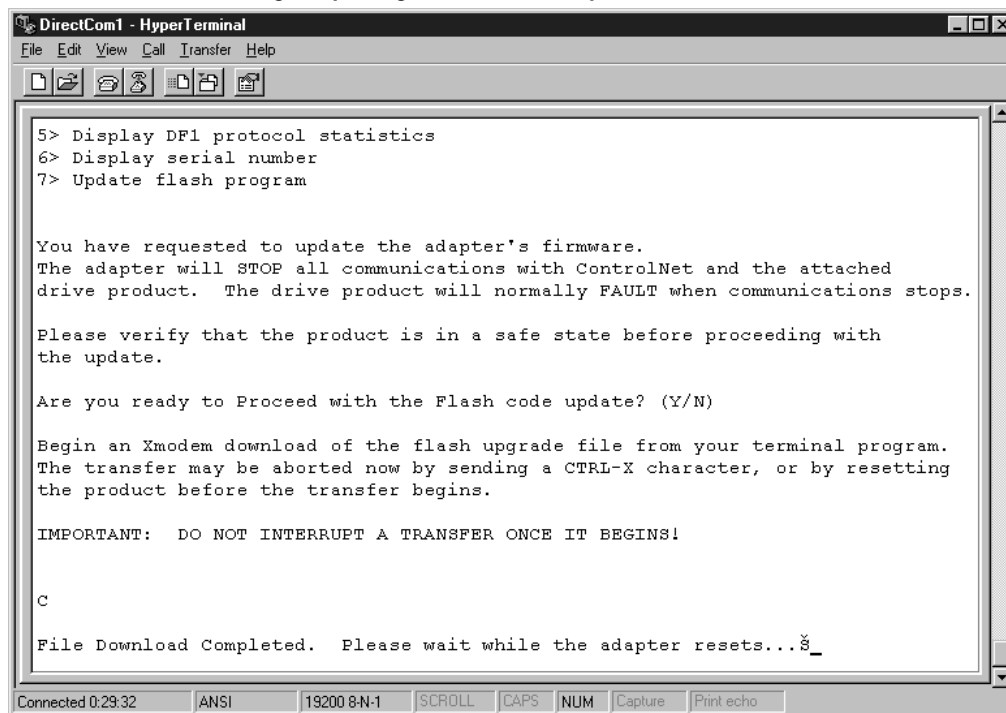 DirectCom1 - HyperTerminal
File Edit View Call Transfer Help
5> Display DF1 protocol statistics
6> Display serial number
7> Update flash program
You have requested to update the adapter's firmware.
The adapter will STOP all communications with ControlNet and the attached
drive product.  The drive product will normally FAULT when communications stops.
Please verify that the product is in a safe state before proceeding with
the update.
Are you ready to Proceed with the Flash code update? (Y/N)
Begin an Xmodem download of the flash upgrade file from your terminal program.
The transfer may be aborted now by sending a CTRL-X character, or by resetting
the product before the transfer begins.
IMPORTANT:  DO NOT INTERRUPT A TRANSFER ONCE IT BEGINS!
C
File Download Completed.  Please wait while the adapter resets...Š_
Connected 0:29:32 ANSI 19200 8-N-1 SCROLL CAPS NUM Capture Print echo